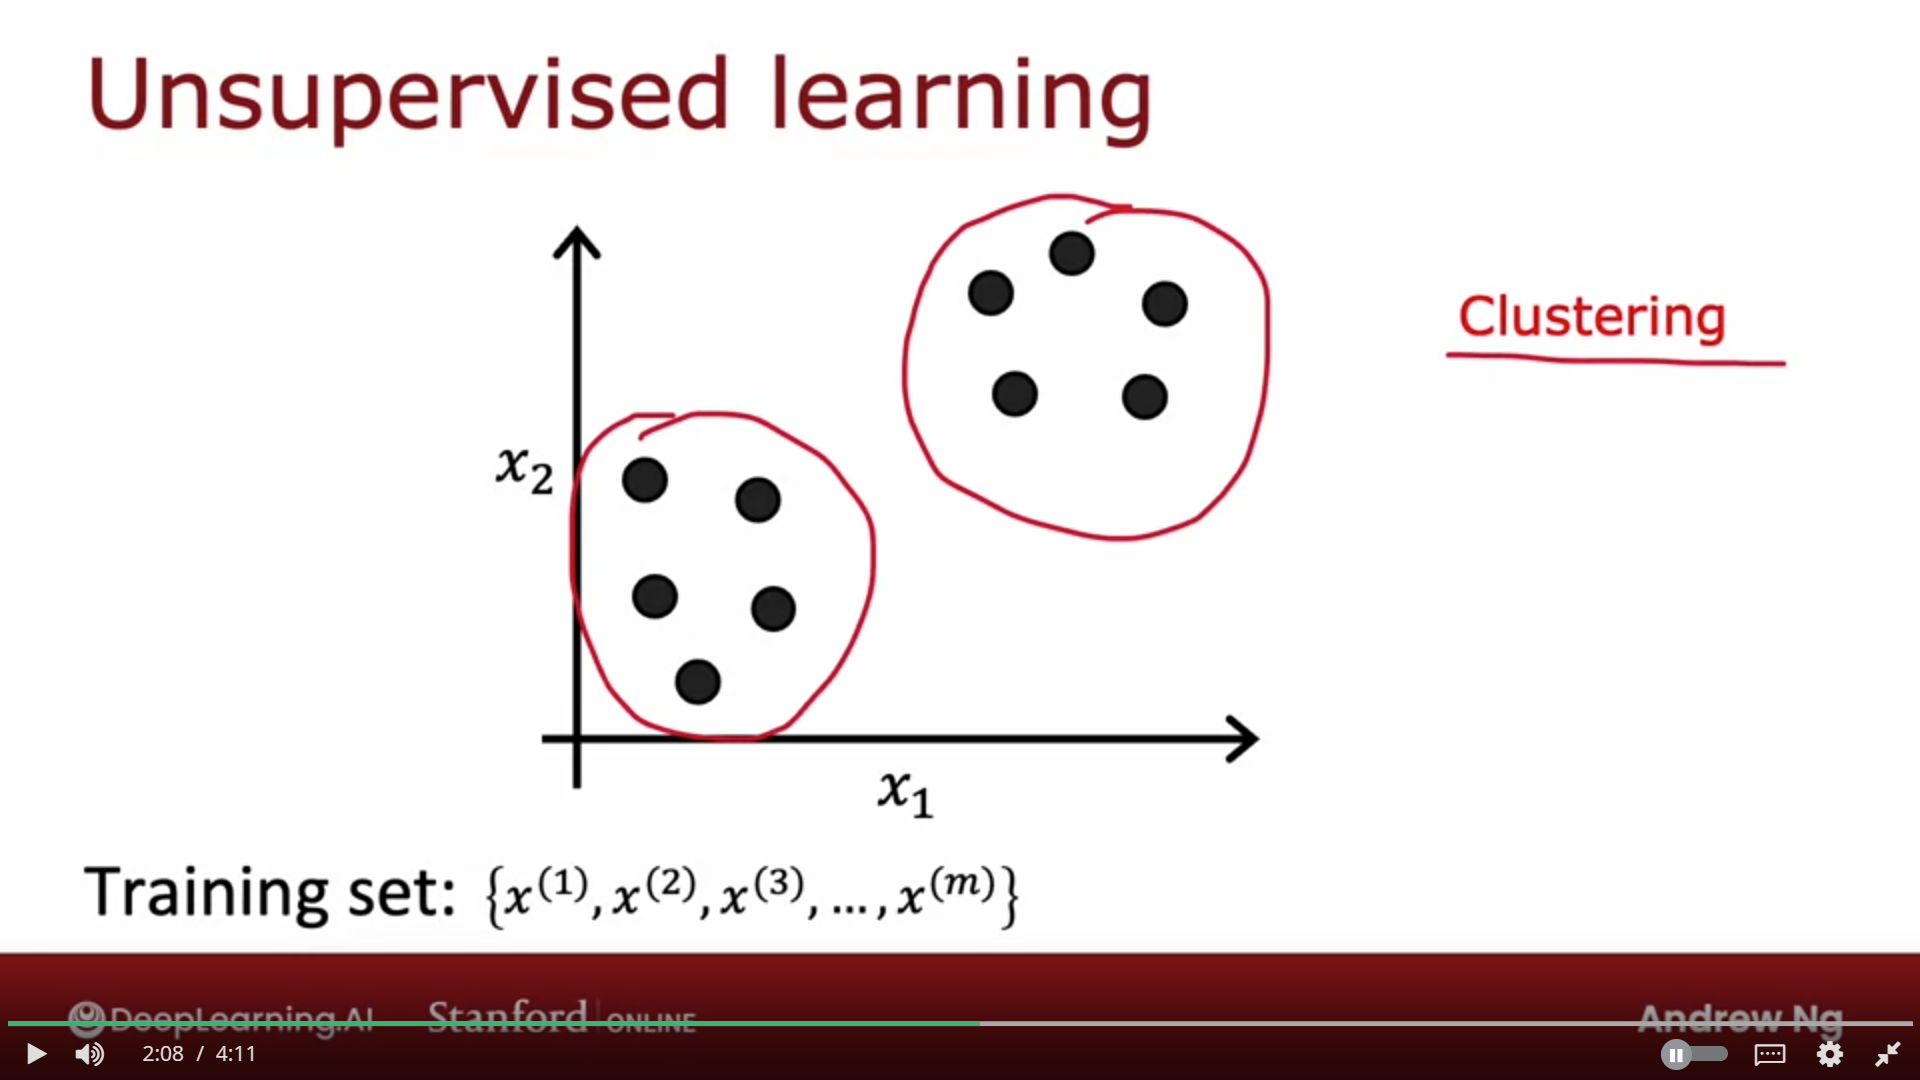 Unsupervised learning
Clustering
x₂
x₁
Training set: {x⁽¹⁾, x⁽²⁾, x⁽³⁾, …, x⁽ᵐ⁾}
DeepLearning.AI Stanford ONLINE Andrew Ng
2:08 / 4:11